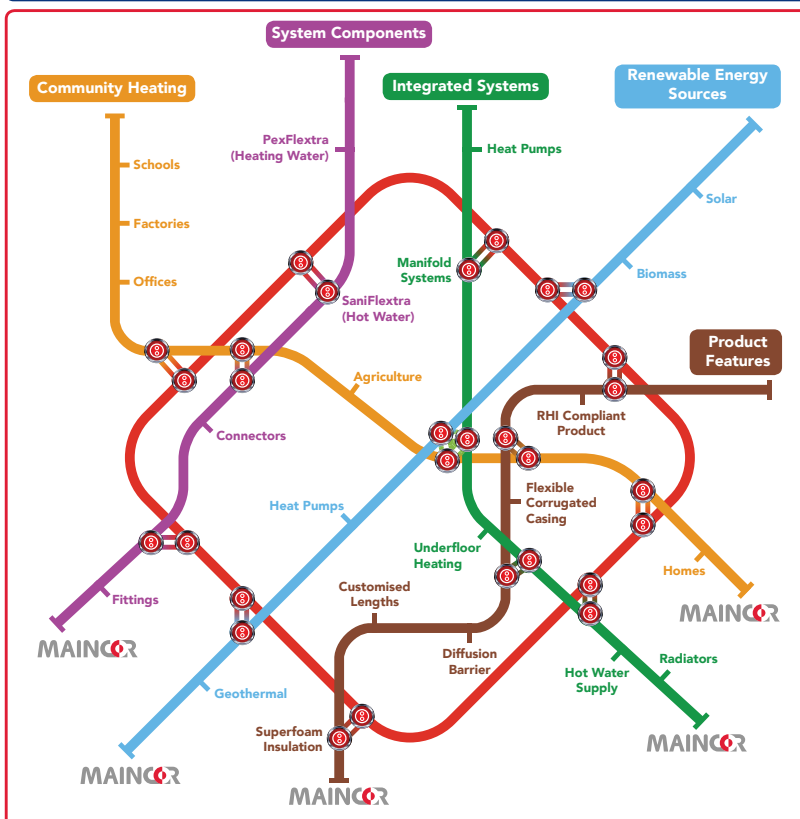 System Components
Community Heating
Integrated Systems
Renewable Energy
Sources
PexFlextra
(Heating Water)
Heat Pumps
Schools
Solar
Factories
Manifold
Systems
Biomass
Offices
SaniFlextra
(Hot Water)
Product
Features
Agriculture
RHI Compliant
Product
Connectors
Flexible
Corrugated
Casing
Heat Pumps
Underfloor
Heating
Homes
Customised
Lengths
Fittings
MAINCOR
MAINCOR
Diffusion
Barrier
Radiators
Hot Water
Supply
Geothermal
Superfoam
Insulation
MAINCOR
MAINCOR
MAINCOR